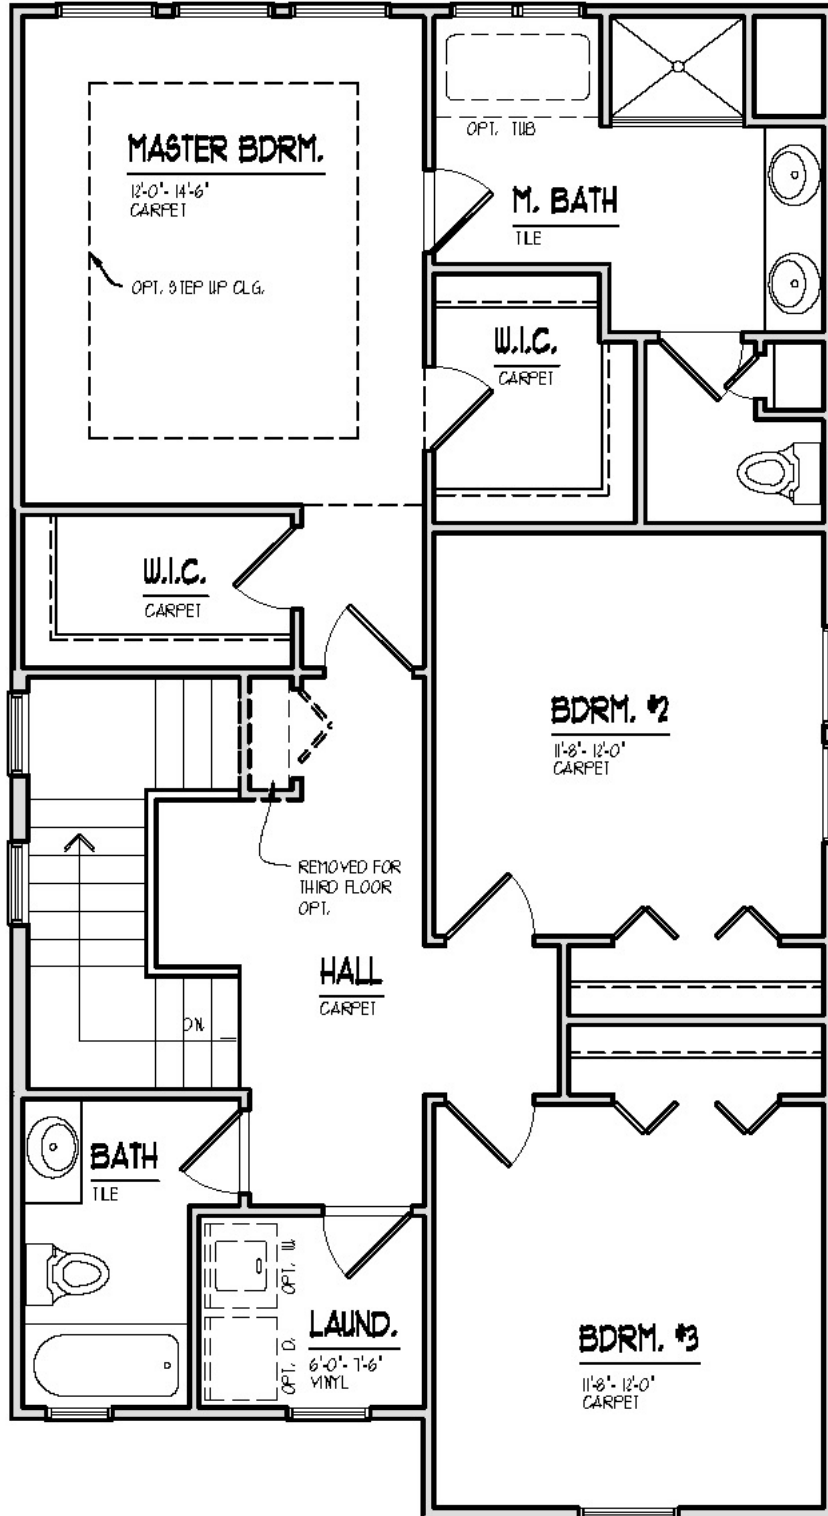 MASTER BDRM.
12'-0"- 14'-6"
CARPET
OPT. STEP UP CLG.
OPT. TUB
M. BATH
TILE
W.I.C.
CARPET
W.I.C.
CARPET
BDRM. #2
11'-8"- 12'-0"
CARPET
REMOVED FOR
THIRD FLOOR
OPT.
HALL
CARPET
DN.
BATH
TILE
OPT. W.
OPT. D.
LAUND.
6'-0"- 7'-6"
VINYL
BDRM. #3
11'-8"- 12'-0"
CARPET